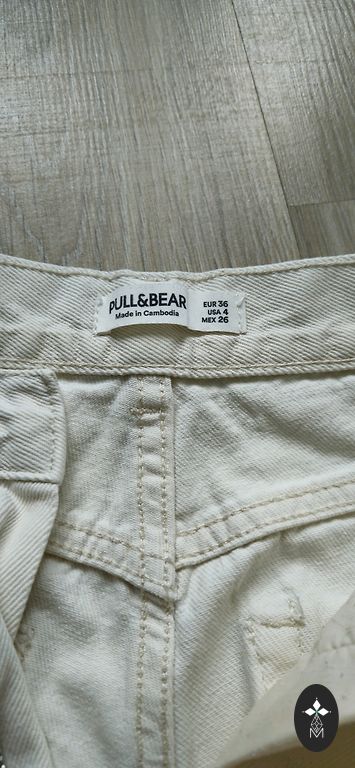 PULL&BEAR
Made in Cambodia
EUR 36
USA 4
MEX 26
M